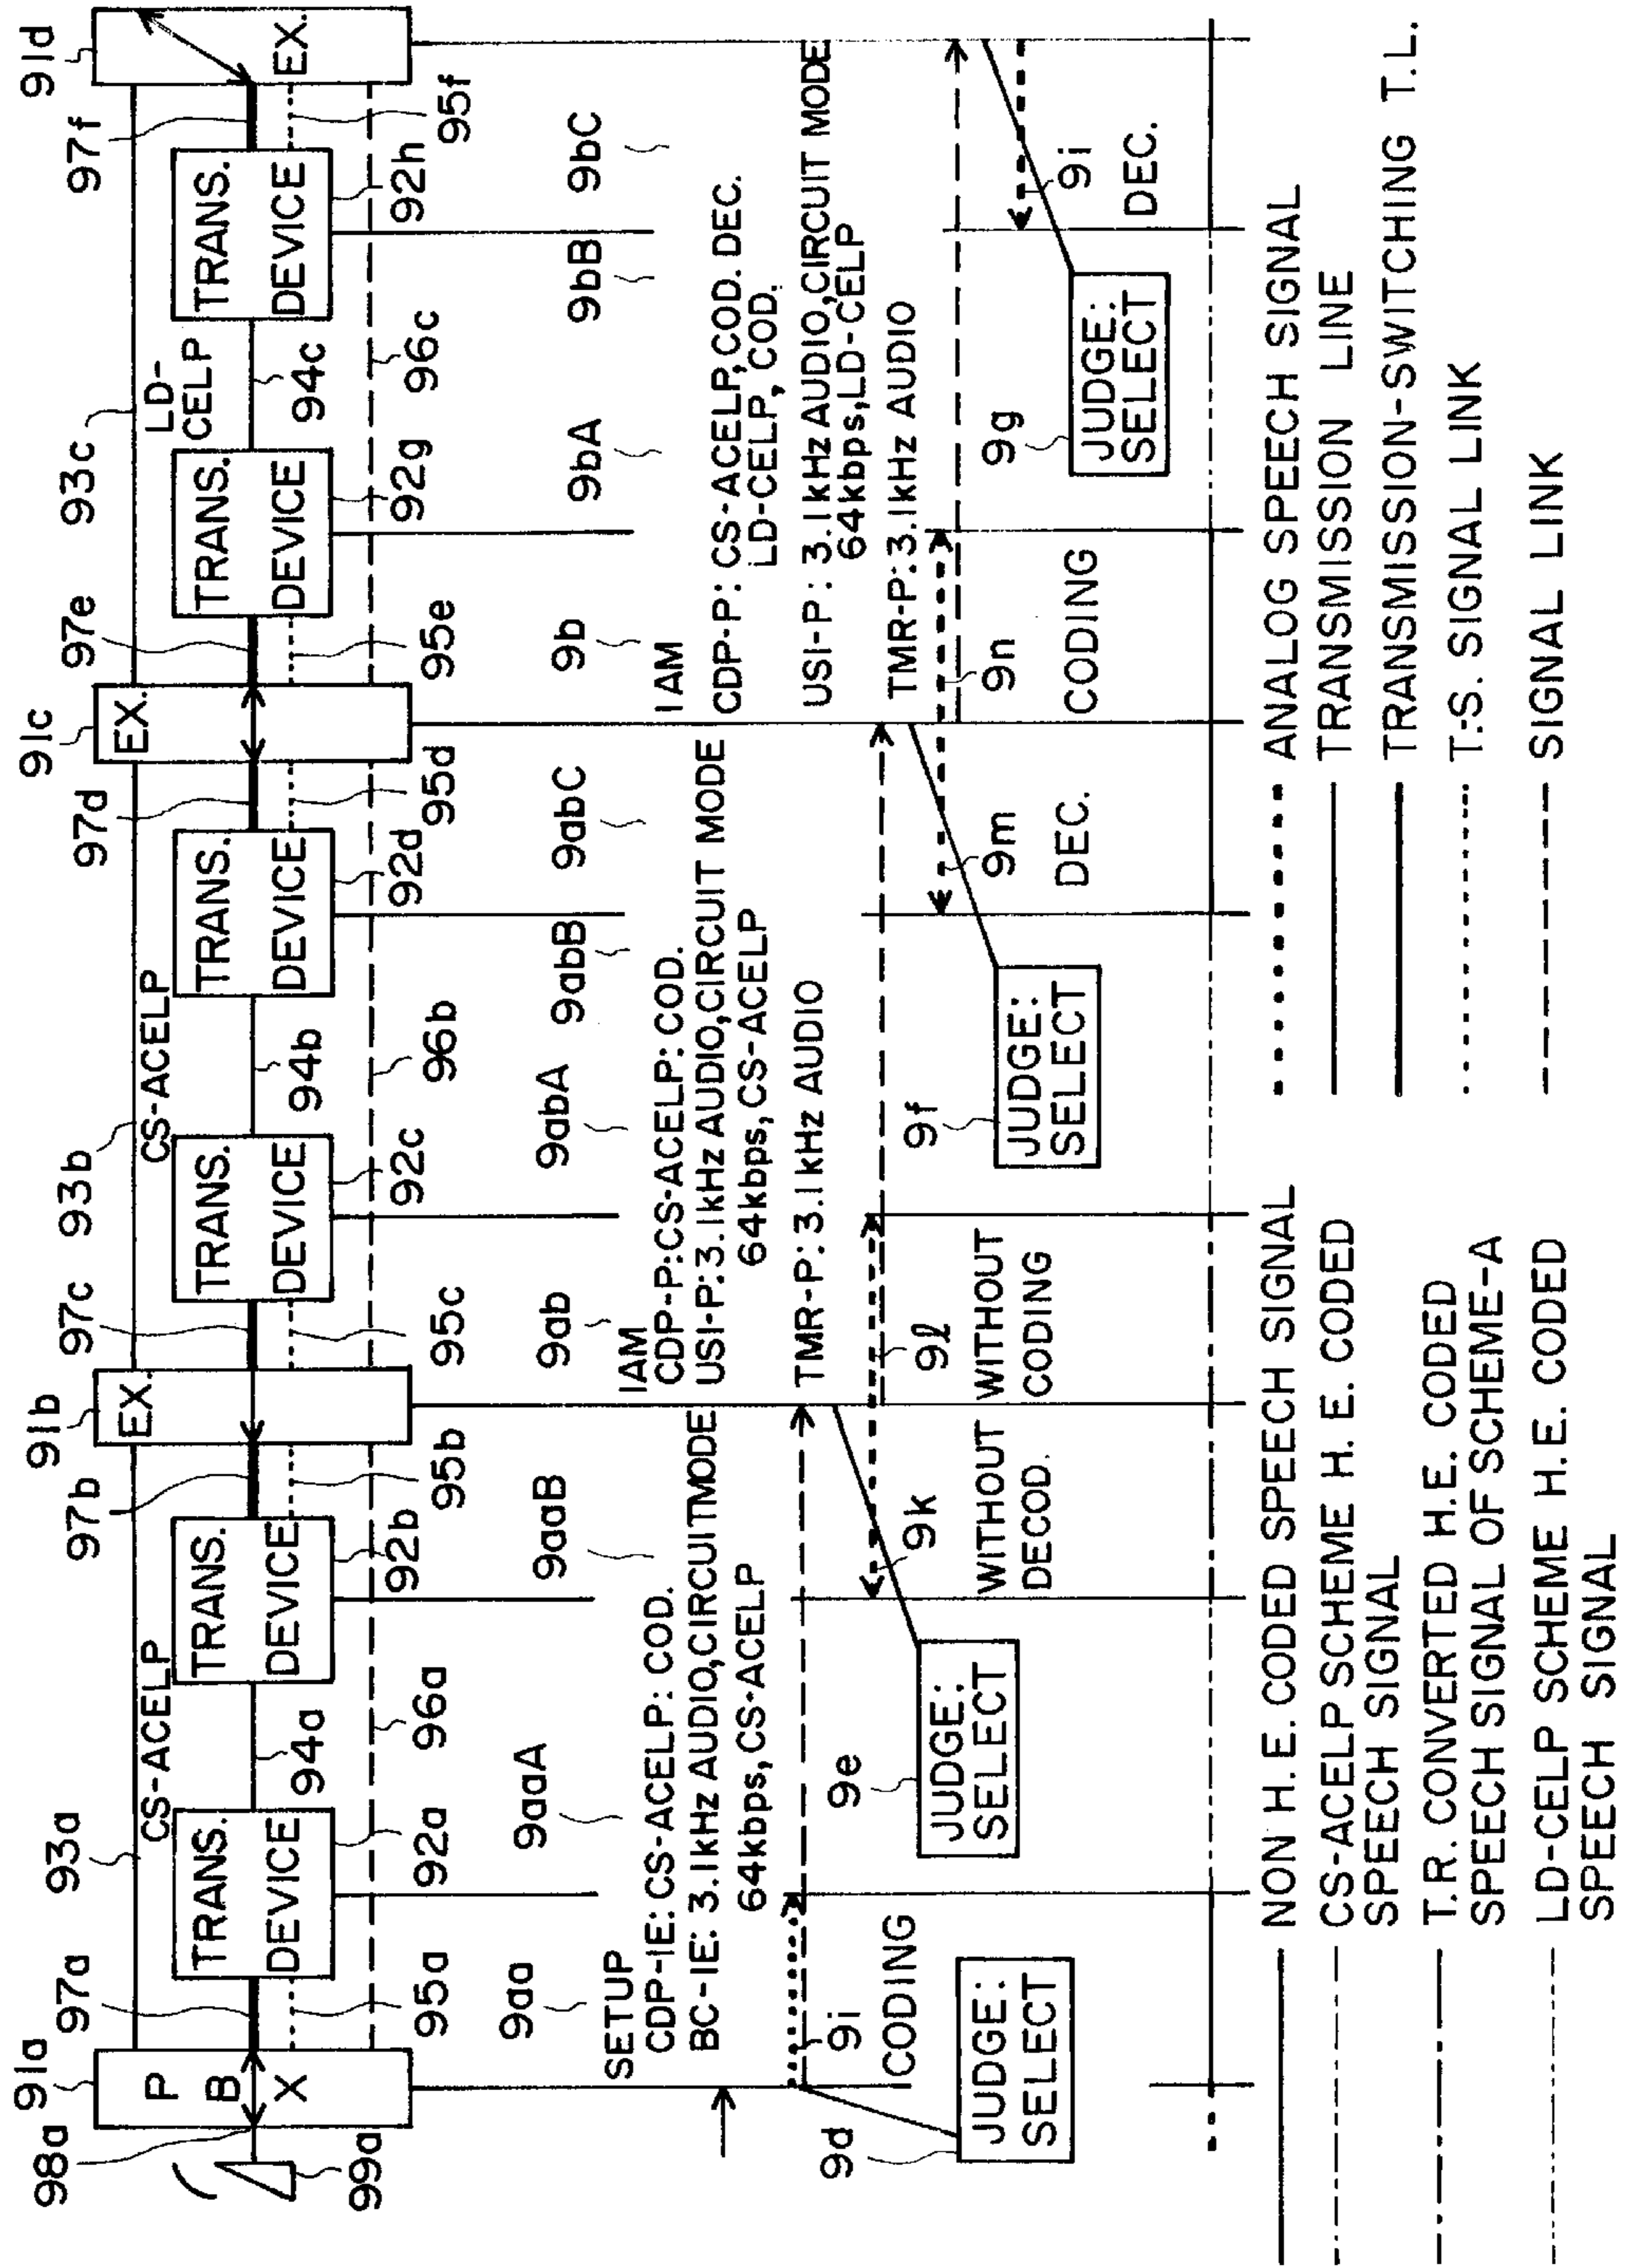 91a
97a
93a
91b
97b
97c
93b
97d
91c
97e
93c
97f
91d
98a
P
B
X
CS-ACELP
EX.
CS-ACELP
EX.
LD-
CELP
EX.
TRANS.
DEVICE
TRANS.
DEVICE
TRANS.
DEVICE
TRANS.
DEVICE
TRANS.
DEVICE
TRANS.
DEVICE
94a
94b
94c
99a
95a
92a
96a
92b
95b
95c
92c
96b
92d
95d
95e
92g
96c
92h
95f
9aa
9aaA
9aaB
9ab
9abA
9abB
9abC
9b
9bA
9bB
9bC
SETUP
CDP-IE: CS-ACELP: COD.
BC-IE: 3.1kHz AUDIO,CIRCUITMODE
64kbps, CS-ACELP
IAM
CDP-P:CS-ACELP: COD.
USI-P:3.1kHz AUDIO,CIRCUIT MODE
64kbps, CS-ACELP
TMR-P: 3.1kHz AUDIO
IAM
CDP-P: CS-ACELP,COD. DEC.
LD-CELP, COD.
USI-P: 3.1kHz AUDIO,CIRCUIT MODE
64kbps,LD-CELP
TMR-P:3.1kHz AUDIO
9i
CODING
9d
JUDGE:
SELECT
9e
JUDGE:
SELECT
9k
WITHOUT
DECOD.
9ℓ
WITHOUT
CODING
9f
JUDGE:
SELECT
9m
DEC.
9n
CODING
9g
JUDGE:
SELECT
9i
DEC.
NON H.E. CODED SPEECH SIGNAL
CS-ACELP SCHEME H. E. CODED
SPEECH SIGNAL
T.R. CONVERTED H.E. CODED
SPEECH SIGNAL OF SCHEME-A
LD-CELP SCHEME H.E. CODED
SPEECH SIGNAL
ANALOG SPEECH SIGNAL
TRANSMISSION LINE
TRANSMISSION-SWITCHING T.L.
T.-S. SIGNAL LINK
SIGNAL LINK